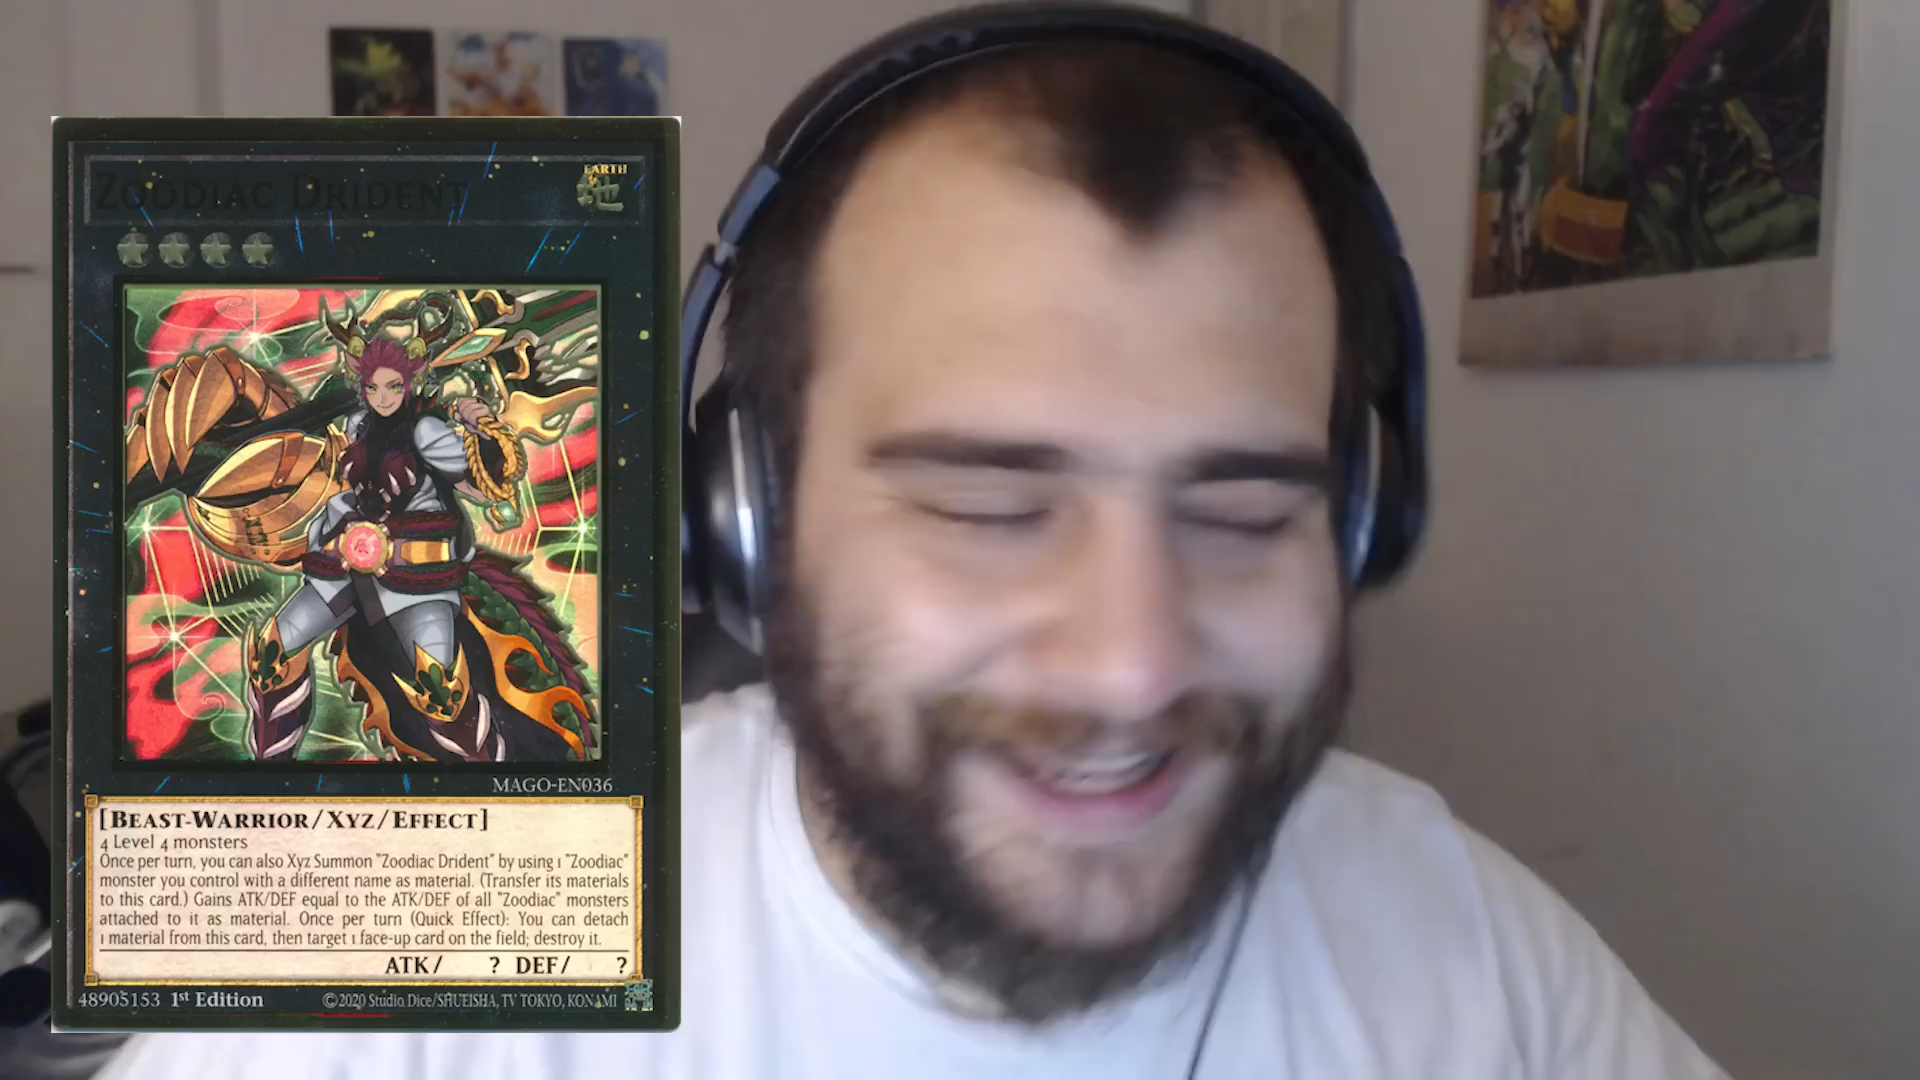 ZOODIAC DRIDENT
EARTH
地
MAGO-EN036
[BEAST-WARRIOR/XYZ/EFFECT]
4 Level 4 monsters
Once per turn, you can also Xyz Summon "Zoodiac Drident" by using 1 "Zoodiac"
monster you control with a different name as material. (Transfer its materials
to this card.) Gains ATK/DEF equal to the ATK/DEF of all "Zoodiac" monsters
attached to it as material. Once per turn (Quick Effect): You can detach
1 material from this card, then target 1 face-up card on the field; destroy it.
ATK/ ? DEF/ ?
48905153 1st Edition ©2020 Studio Dice/SHUEISHA, TV TOKYO, KONAMI